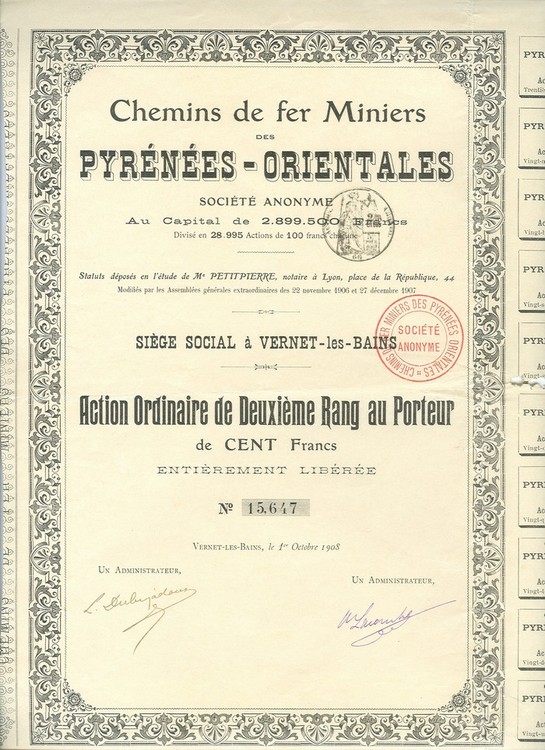 Chemins de fer Miniers
DES
PYRÉNÉES - ORIENTALES
SOCIÉTÉ ANONYME
Au Capital de 2.899.500 Francs
Divisé en 28.995 Actions de 100 francs chacune
Statuts déposés en l'étude de Me PETITPIERRE, notaire à Lyon, place de la République, 44
Modifiés par les Assemblées générales extraordinaires des 22 novembre 1906 et 27 décembre 1907
SIÈGE SOCIAL à VERNET-les-BAINS
CHEMINS DE FER MINIERS DES PYRÉNÉES ORIENTALES
SOCIÉTÉ
ANONYME
Action Ordinaire de Deuxième Rang au Porteur
de CENT Francs
ENTIÈREMENT LIBÉRÉE
No 15.647
VERNET-LES-BAINS, le 1er Octobre 1908
UN ADMINISTRATEUR,
UN ADMINISTRATEUR,